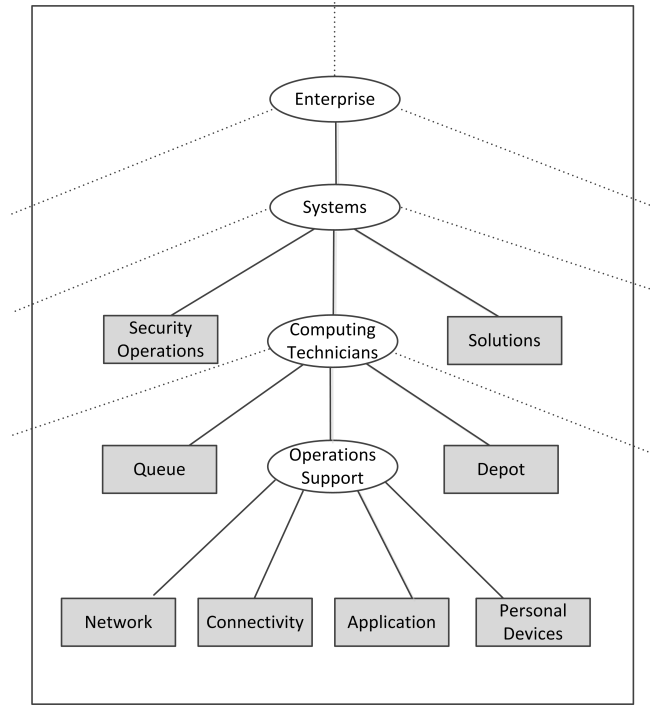 Enterprise
Systems
Security
Operations
Computing
Technicians
Solutions
Queue
Operations
Support
Depot
Network
Connectivity
Application
Personal
Devices